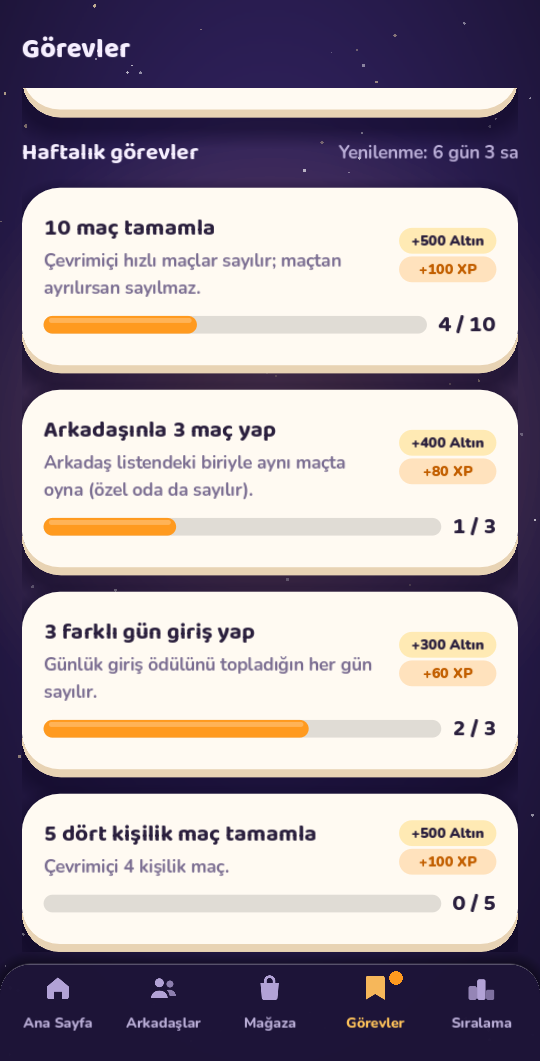 Görevler
Haftalık görevler
Yenilenme: 6 gün 3 sa
10 maç tamamla
+500 Altın
Çevrimiçi hızlı maçlar sayılır; maçtan
ayrılırsan sayılmaz.
+100 XP
4 / 10
Arkadaşınla 3 maç yap
+400 Altın
Arkadaş listendeki biriyle aynı maçta
oyna (özel oda da sayılır).
+80 XP
1 / 3
3 farklı gün giriş yap
+300 Altın
Günlük giriş ödülünü topladığın her gün
sayılır.
+60 XP
2 / 3
5 dört kişilik maç tamamla
+500 Altın
Çevrimiçi 4 kişilik maç.
+100 XP
0 / 5
Ana Sayfa
Arkadaşlar
Mağaza
Görevler
Sıralama